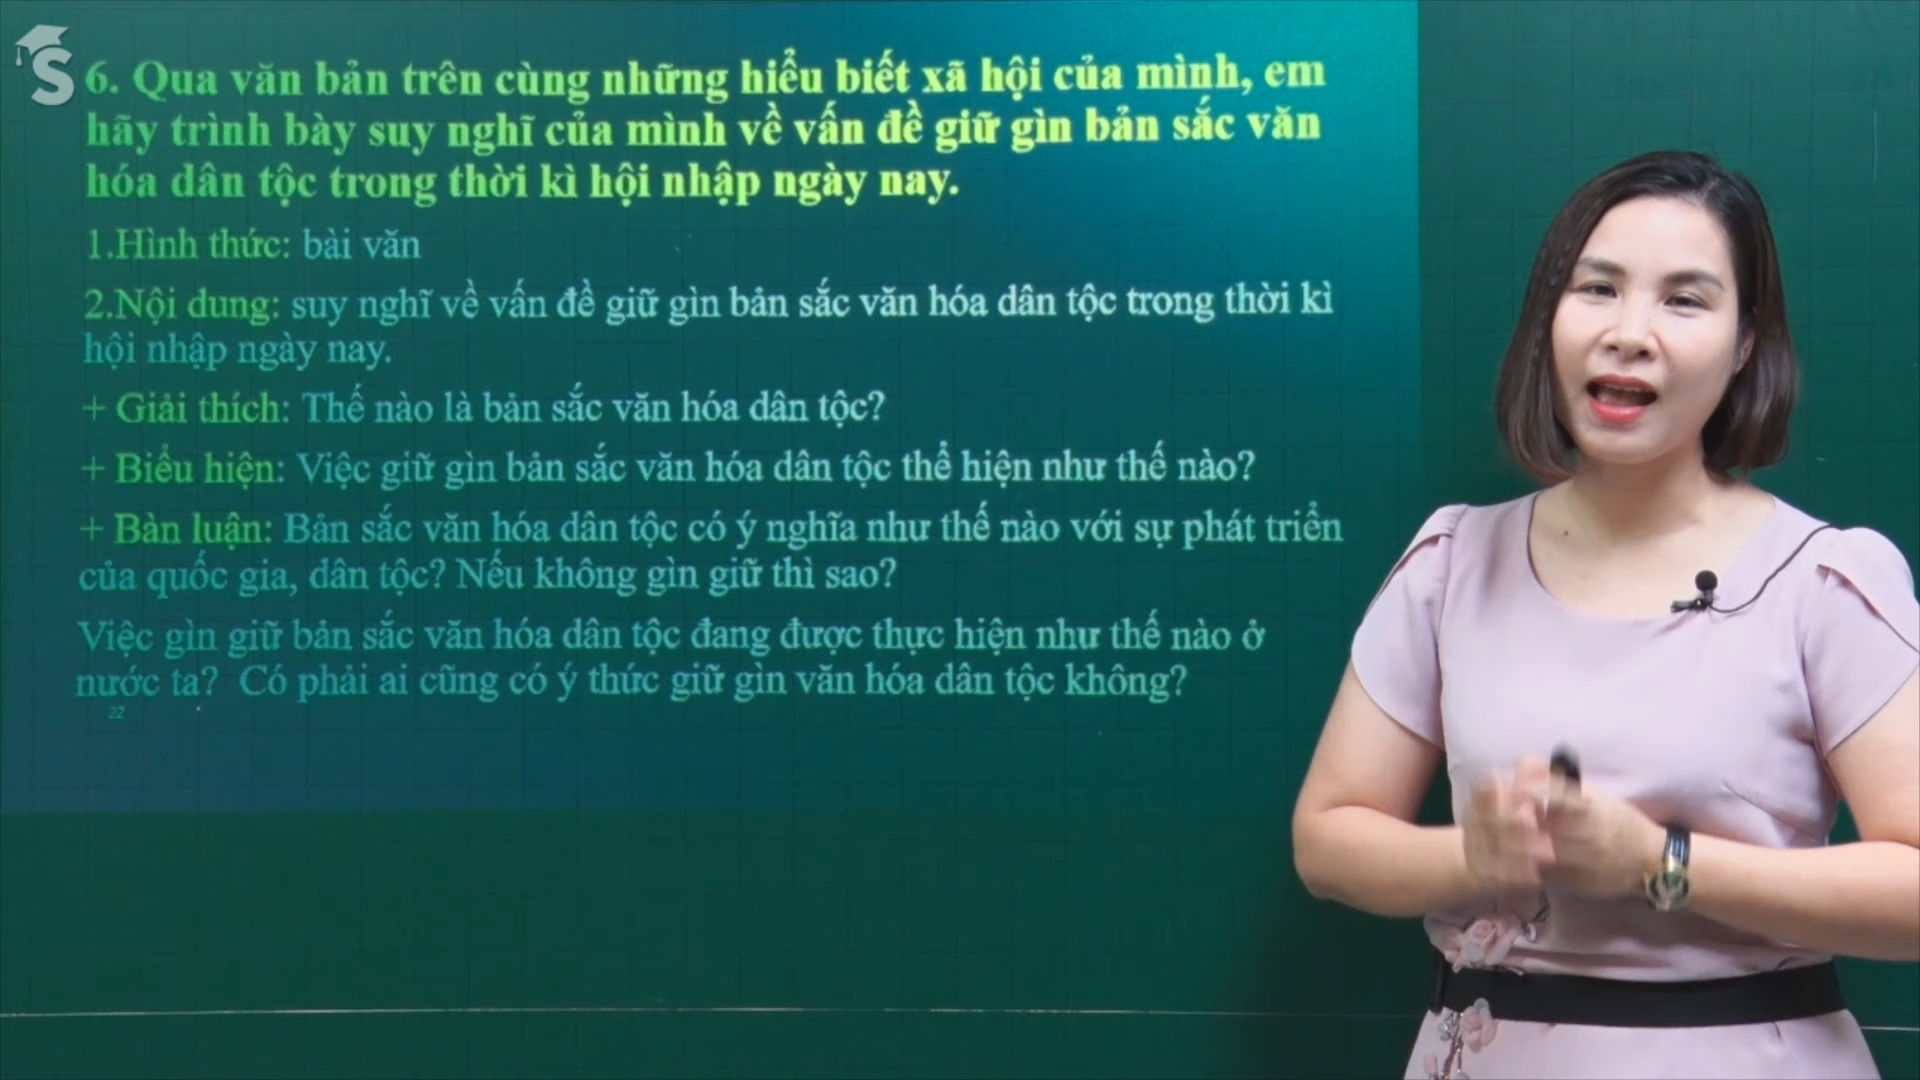 S
6. Qua văn bản trên cùng những hiểu biết xã hội của mình, em
hãy trình bày suy nghĩ của mình về vấn đề giữ gìn bản sắc văn
hóa dân tộc trong thời kì hội nhập ngày nay.
1.Hình thức: bài văn
2.Nội dung: suy nghĩ về vấn đề giữ gìn bản sắc văn hóa dân tộc trong thời kì
hội nhập ngày nay.
+ Giải thích: Thế nào là bản sắc văn hóa dân tộc?
+ Biểu hiện: Việc giữ gìn bản sắc văn hóa dân tộc thể hiện như thế nào?
+ Bàn luận: Bản sắc văn hóa dân tộc có ý nghĩa như thế nào với sự phát triển
của quốc gia, dân tộc? Nếu không gìn giữ thì sao?
Việc gìn giữ bản sắc văn hóa dân tộc đang được thực hiện như thế nào ở
nước ta? Có phải ai cũng có ý thức giữ gìn văn hóa dân tộc không?
22